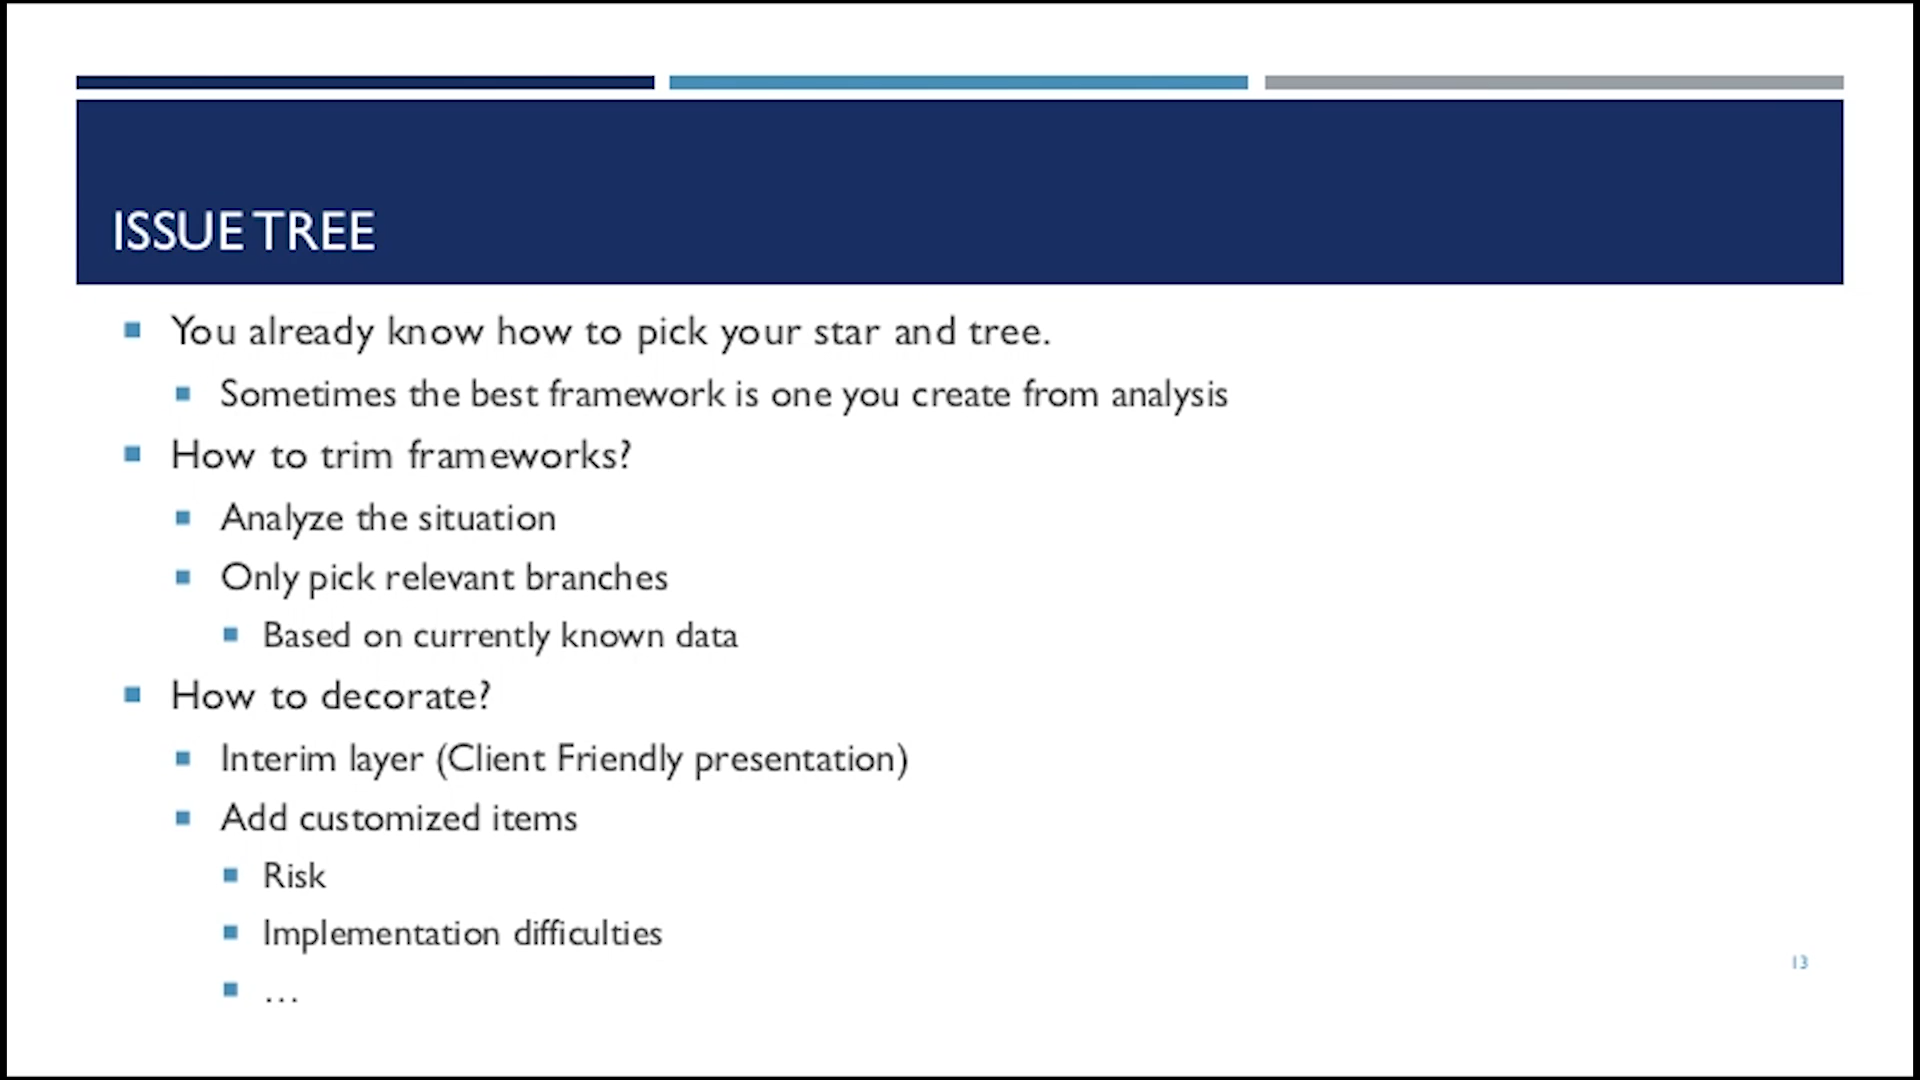 ISSUE TREE
You already know how to pick your star and tree.
Sometimes the best framework is one you create from analysis
How to trim frameworks?
Analyze the situation
Only pick relevant branches
Based on currently known data
How to decorate?
Interim layer (Client Friendly presentation)
Add customized items
Risk
Implementation difficulties
...
13